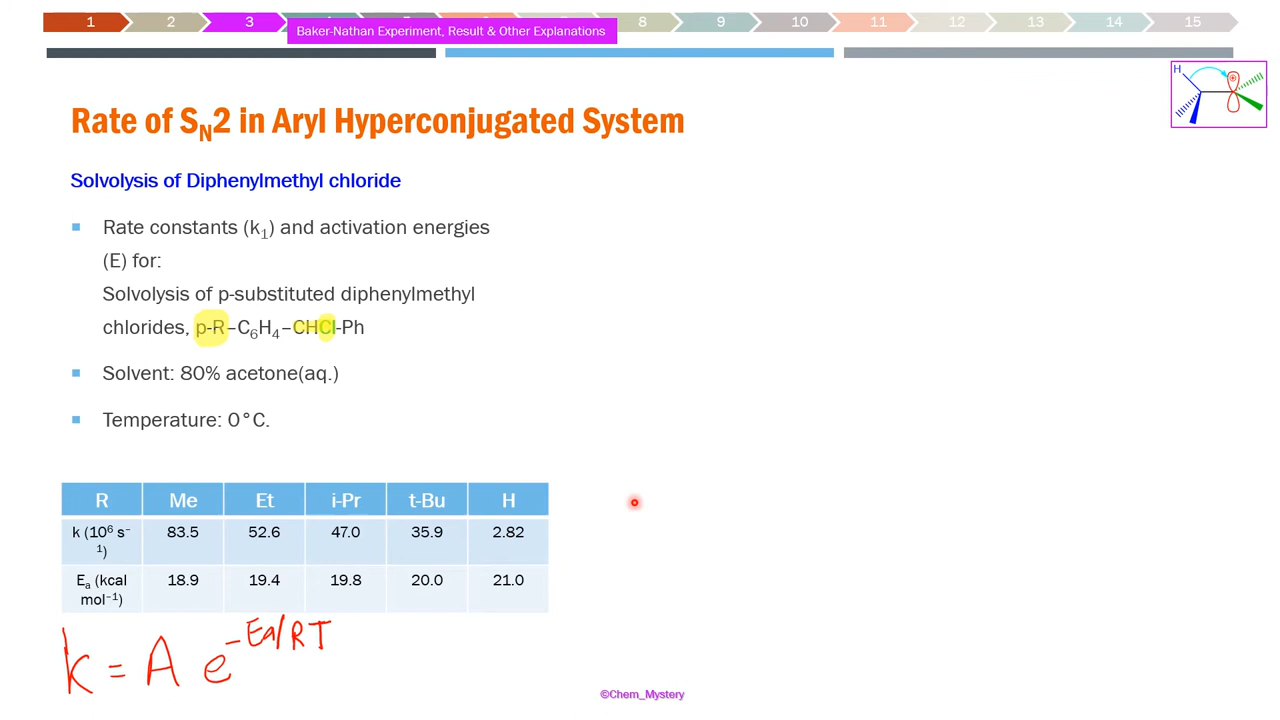 1 2 3 8 9 10 11 12 13 14 15
Baker-Nathan Experiment, Result & Other Explanations
H
Rate of SN2 in Aryl Hyperconjugated System
Solvolysis of Diphenylmethyl chloride
Rate constants (k1) and activation energies
(E) for:
Solvolysis of p-substituted diphenylmethyl
chlorides, p-R–C6H4–CHCl-Ph
Solvent: 80% acetone(aq.)
Temperature: 0°C.
R Me Et i-Pr t-Bu H
k (10⁶ s⁻
¹) 83.5 52.6 47.0 35.9 2.82
Ea (kcal
mol⁻¹) 18.9 19.4 19.8 20.0 21.0
k = A e^-Ea/RT
©Chem_Mystery